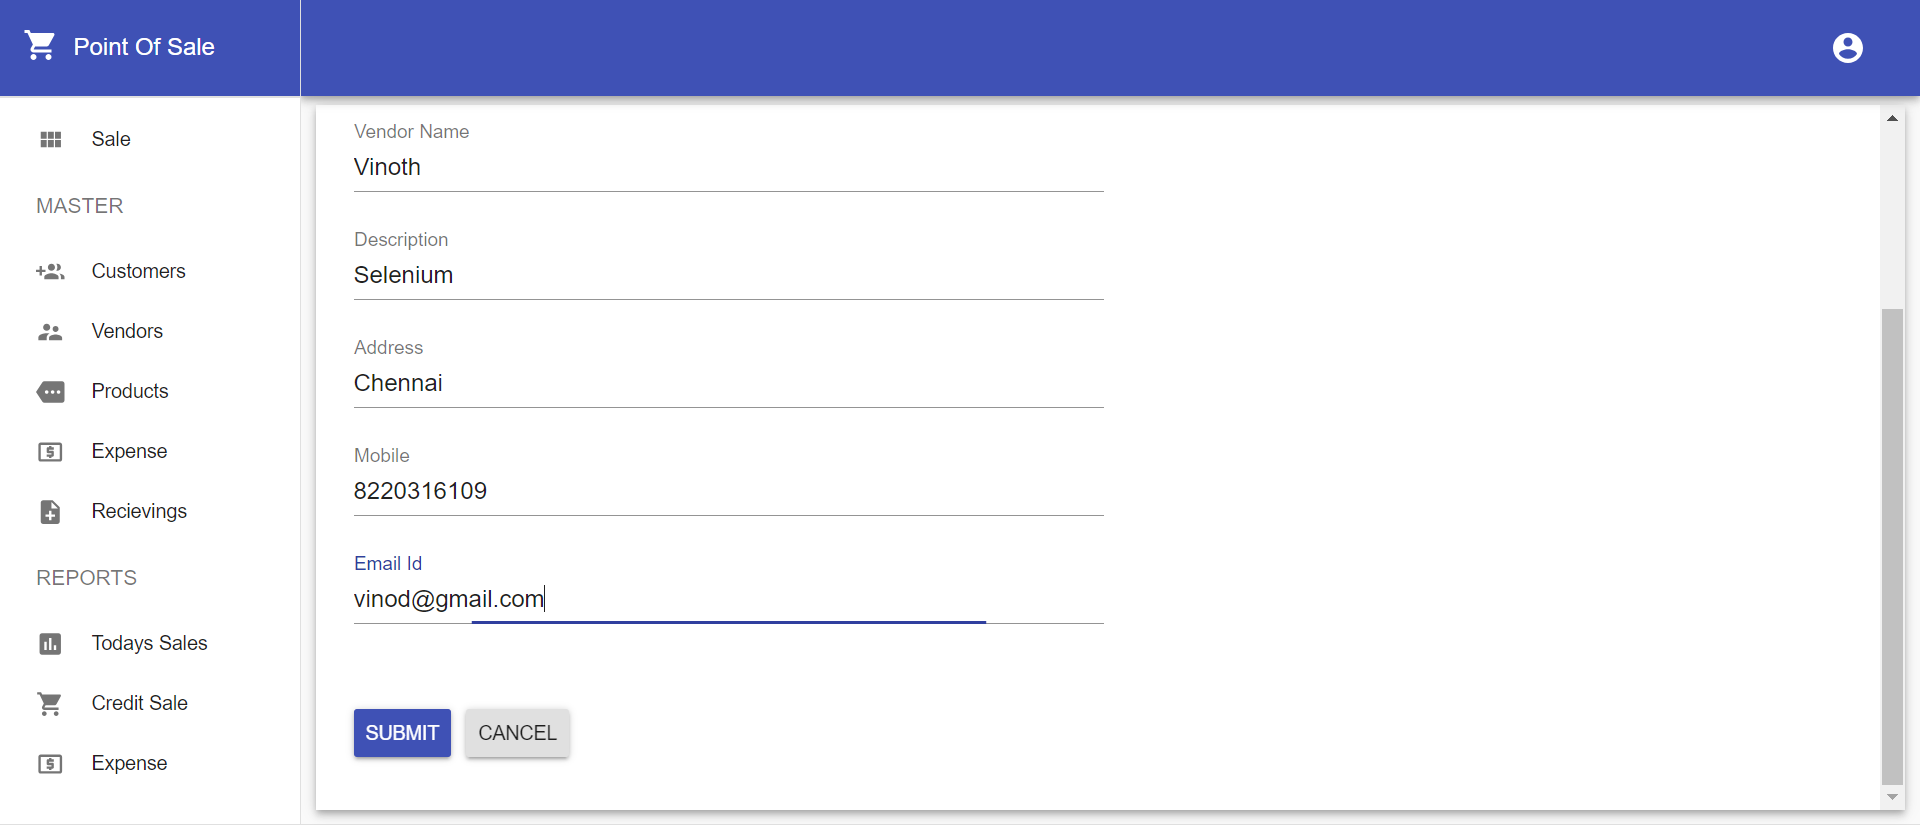 Point Of Sale
Sale
MASTER
Customers
Vendors
Products
Expense
Recievings
REPORTS
Todays Sales
Credit Sale
Expense
Vendor Name
Vinoth
Description
Selenium
Address
Chennai
Mobile
8220316109
Email Id
vinod@gmail.com
SUBMIT CANCEL